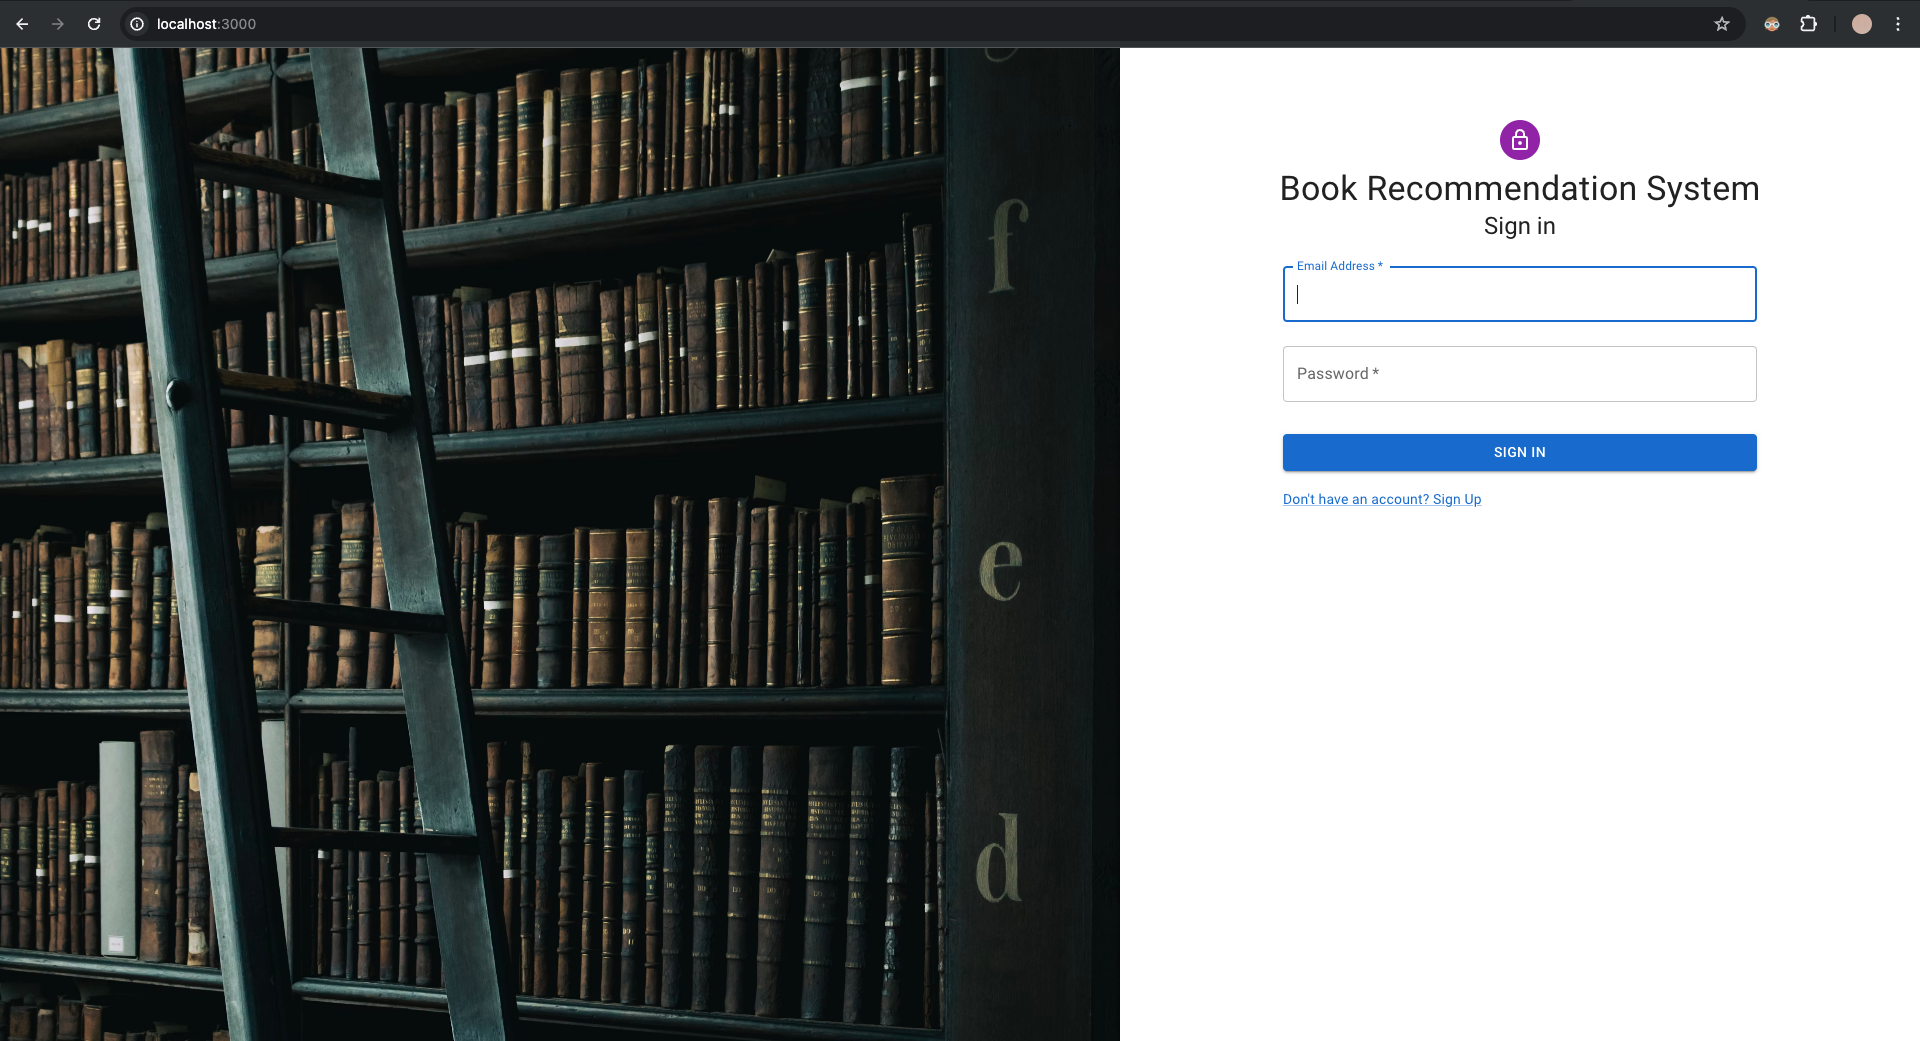 localhost:3000
f
e
d
Book Recommendation System
Sign in
Email Address *
Password *
SIGN IN
Don't have an account? Sign Up